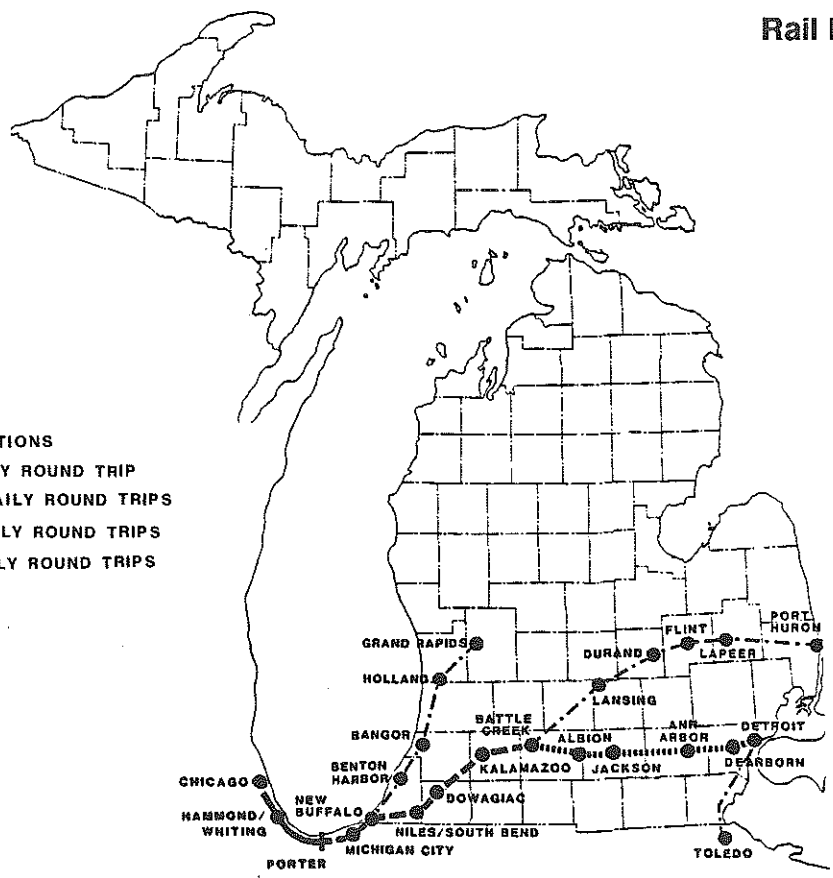 Rail
TIONS
Y ROUND TRIP
AILY ROUND TRIPS
LY ROUND TRIPS
LY ROUND TRIPS
PORT
HURON
FLINT
LAPEER
GRAND RAPIDS
DURAND
HOLLAND
LANSING
BATTLE
CREEK
BANGOR
ALBION
ANN
ARBOR
DETROIT
BENTON
HARBOR
KALAMAZOO
JACKSON
DEARBORN
CHICAGO
NEW
BUFFALO
DOWAGIAC
HAMMOND/
WHITING
NILES/SOUTH BEND
MICHIGAN CITY
PORTER
TOLEDO